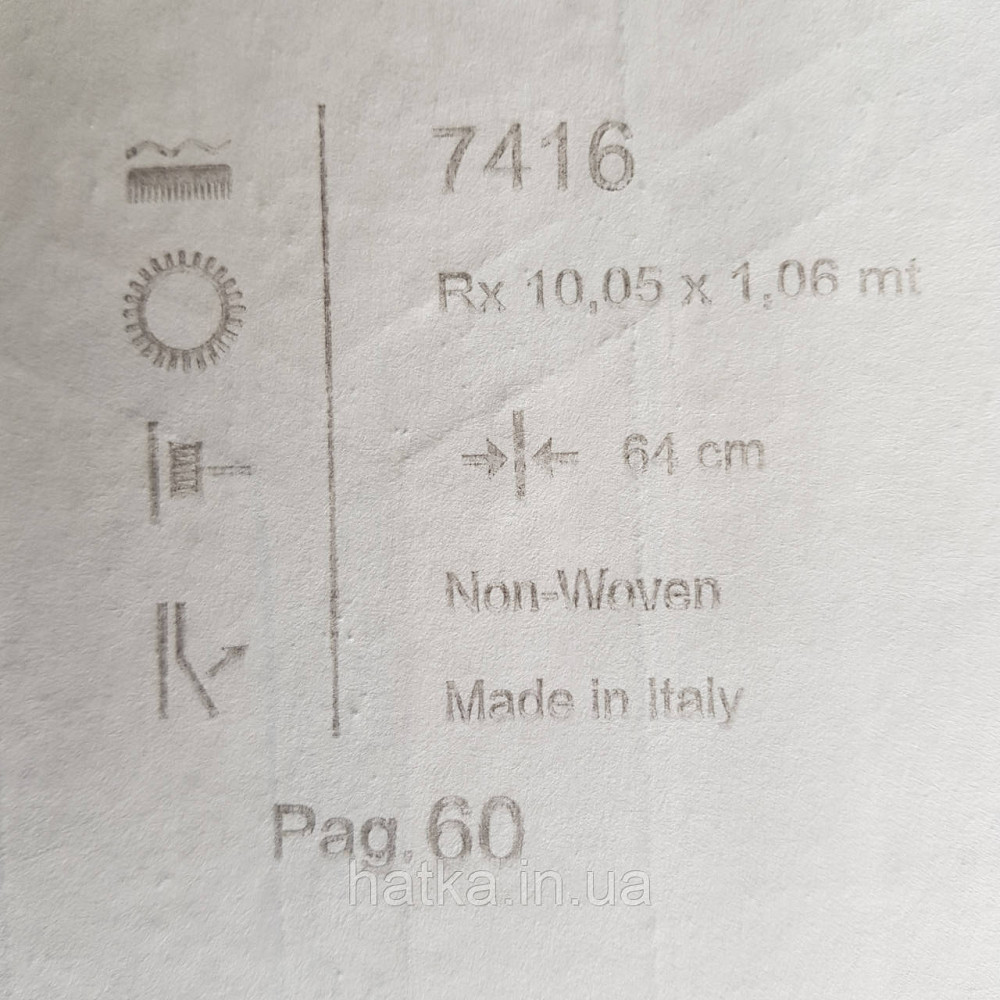 7416
Rx 10,05 x 1,06 mt
64 cm
Non-Woven
Made in Italy
Pag.60
hatka.in.ua